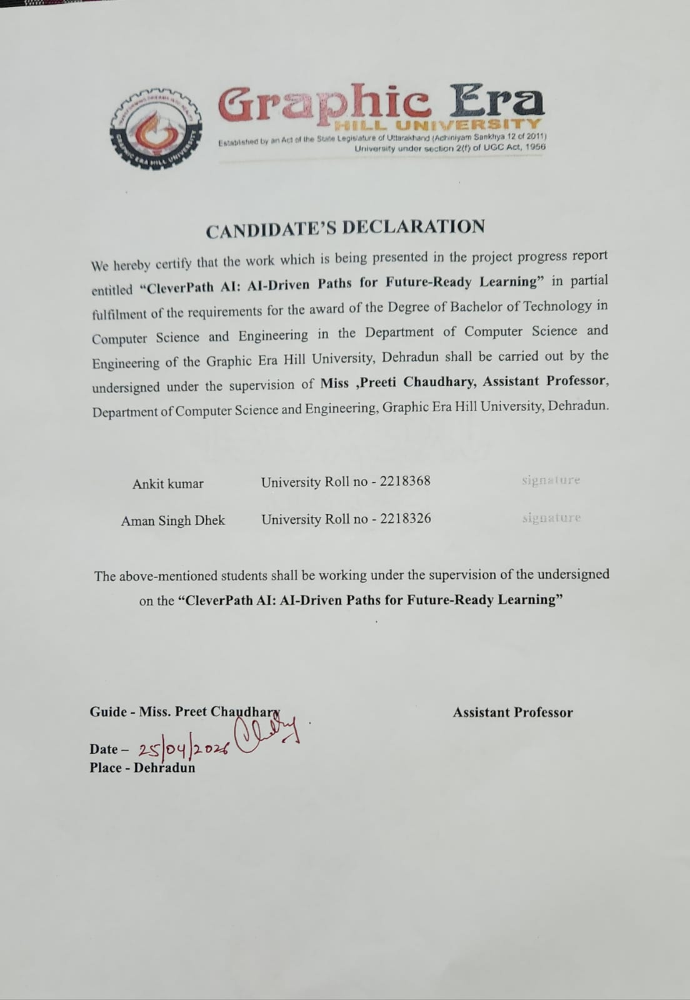 Graphic Era
HILL UNIVERSITY
Established by an Act of the State Legislature of Uttarakhand (Adhiniyam Sankhya 12 of 2011)
University under section 2(f) of UGC Act, 1956
GRAPHIC ERA HILL UNIVERSITY
CANDIDATE'S DECLARATION
We hereby certify that the work which is being presented in the project progress report
entitled “CleverPath AI: AI-Driven Paths for Future-Ready Learning” in partial
fulfilment of the requirements for the award of the Degree of Bachelor of Technology in
Computer Science and Engineering in the Department of Computer Science and
Engineering of the Graphic Era Hill University, Dehradun shall be carried out by the
undersigned under the supervision of Miss ,Preeti Chaudhary, Assistant Professor,
Department of Computer Science and Engineering, Graphic Era Hill University, Dehradun.
Ankit kumar University Roll no - 2218368 signature
Aman Singh Dhek University Roll no - 2218326 signature
The above-mentioned students shall be working under the supervision of the undersigned
on the “CleverPath AI: AI-Driven Paths for Future-Ready Learning”
Guide - Miss. Preet Chaudhary Assistant Professor
Date – 25/04/2026
Place - Dehradun